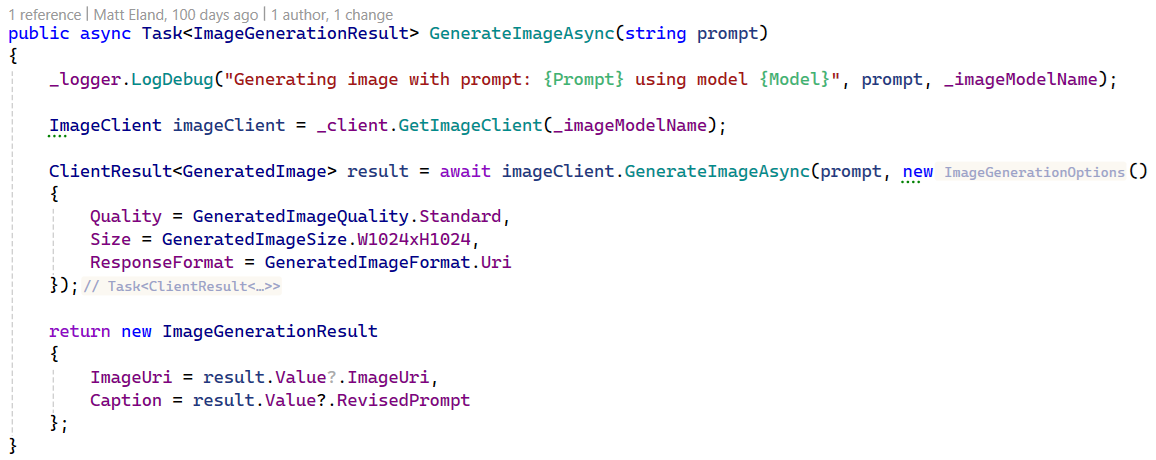 1 reference | Matt Eland, 100 days ago | 1 author, 1 change
public async Task<ImageGenerationResult> GenerateImageAsync(string prompt)
{
    _logger.LogDebug("Generating image with prompt: {Prompt} using model {Model}", prompt, _imageModelName);

    ImageClient imageClient = _client.GetImageClient(_imageModelName);

    ClientResult<GeneratedImage> result = await imageClient.GenerateImageAsync(prompt, new ImageGenerationOptions()
    {
        Quality = GeneratedImageQuality.Standard,
        Size = GeneratedImageSize.W1024xH1024,
        ResponseFormat = GeneratedImageFormat.Uri
    }); // Task<ClientResult<…>>

    return new ImageGenerationResult
    {
        ImageUri = result.Value?.ImageUri,
        Caption = result.Value?.RevisedPrompt
    };
}